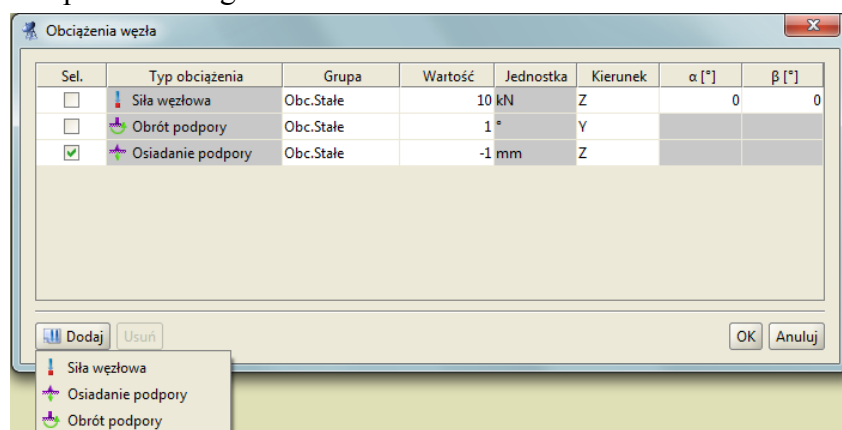 Obciążenia węzła
Sel. Typ obciążenia Grupa Wartość Jednostka Kierunek α [°] β [°]
Siła węzłowa Obc.Stałe 10 kN Z 0 0
Obrót podpory Obc.Stałe 1 ° Y
Osiadanie podpory Obc.Stałe -1 mm Z
Dodaj Usuń OK Anuluj
Siła węzłowa
Osiadanie podpory
Obrót podpory